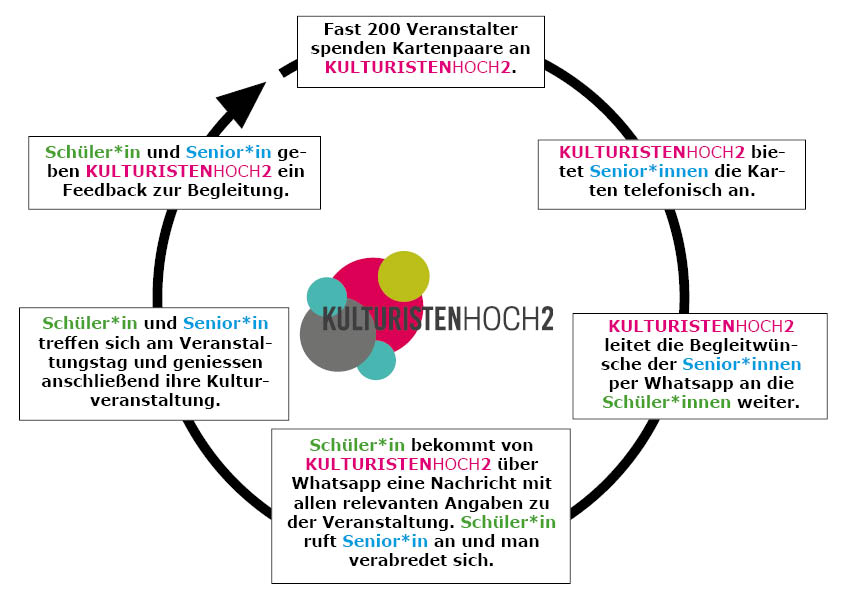 Fast 200 Veranstalter
spenden Kartenpaare an
KULTURISTENHOCH2.
KULTURISTENHOCH2 bie-
tet Senior*innen die Kar-
ten telefonisch an.
KULTURISTENHOCH2
leitet die Begleitwün-
sche der Senior*innen
per Whatsapp an die
Schüler*innen weiter.
Schüler*in bekommt von
KULTURISTENHOCH2 über
Whatsapp eine Nachricht mit
allen relevanten Angaben zu
der Veranstaltung. Schüler*in
ruft Senior*in an und man
verabredet sich.
Schüler*in und Senior*in
treffen sich am Veranstal-
tungstag und geniessen
anschließend ihre Kultur-
veranstaltung.
Schüler*in und Senior*in ge-
ben KULTURISTENHOCH2 ein
Feedback zur Begleitung.
KULTURISTENHOCH2